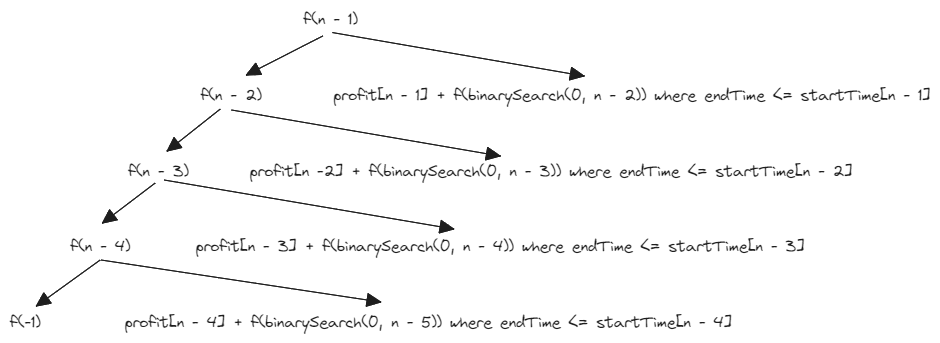 f(n - 1)
f(n - 2) profit[n - 1] + f(binarySearch(0, n - 2)) where endTime <= startTime[n - 1]
f(n - 3) profit[n -2] + f(binarySearch(0, n - 3)) where endTime <= startTime[n - 2]
f(n - 4) profit[n - 3] + f(binarySearch(0, n - 4)) where endTime <= startTime[n - 3]
f(-1) profit[n - 4] + f(binarySearch(0, n - 5)) where endTime <= startTime[n - 4]